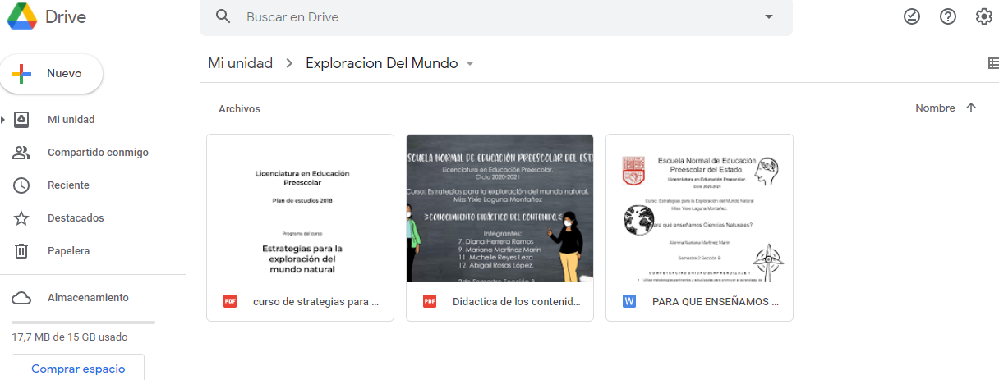 Drive
Buscar en Drive
Nuevo
Mi unidad
Compartido conmigo
Reciente
Destacados
Papelera
Almacenamiento
17,7 MB de 15 GB usado
Comprar espacio
Mi unidad > Exploracion Del Mundo
Archivos
Nombre
Licenciatura en Educación
Preescolar
Plan de estudios 2018
Programa del curso
Estrategias para la
exploración del
mundo natural
PDF
curso de strategias para ...
ESCUELA NORMAL DE EDUCACIÓN PREESCOLAR DEL ESTA
Licenciatura en Educación Preescolar.
Ciclo 2020-2021
Curso: Estrategias para la exploración del mundo natural.
Miss Yixie Laguna Montañez
CONOCIMIENTO DIDÁCTICO DEL CONTENIDO.
Integrantes:
7. Diana Herrera Ramos
9. Mariana Martínez Marin
11. Michelle Reyes Leza
12. Abigail Rosas López.
2do Semestre Sección B
PDF
Didactica de los contenid...
Escuela Normal de Educación
Preescolar del Estado.
Licenciatura en Educación Preescolar.
Ciclo 2020-2021
Curso: Estrategias para la Exploración del Mundo Natural
Miss Yixie Laguna Montañez.
ara qué enseñamos Ciencias Naturales?
Alumna Mariana Martínez Marin
Semestre 2 Sección B
COMPETENCIAS UNIDAD DE APRENDIZAJE 1
W
PARA QUE ENSEÑAMOS ...